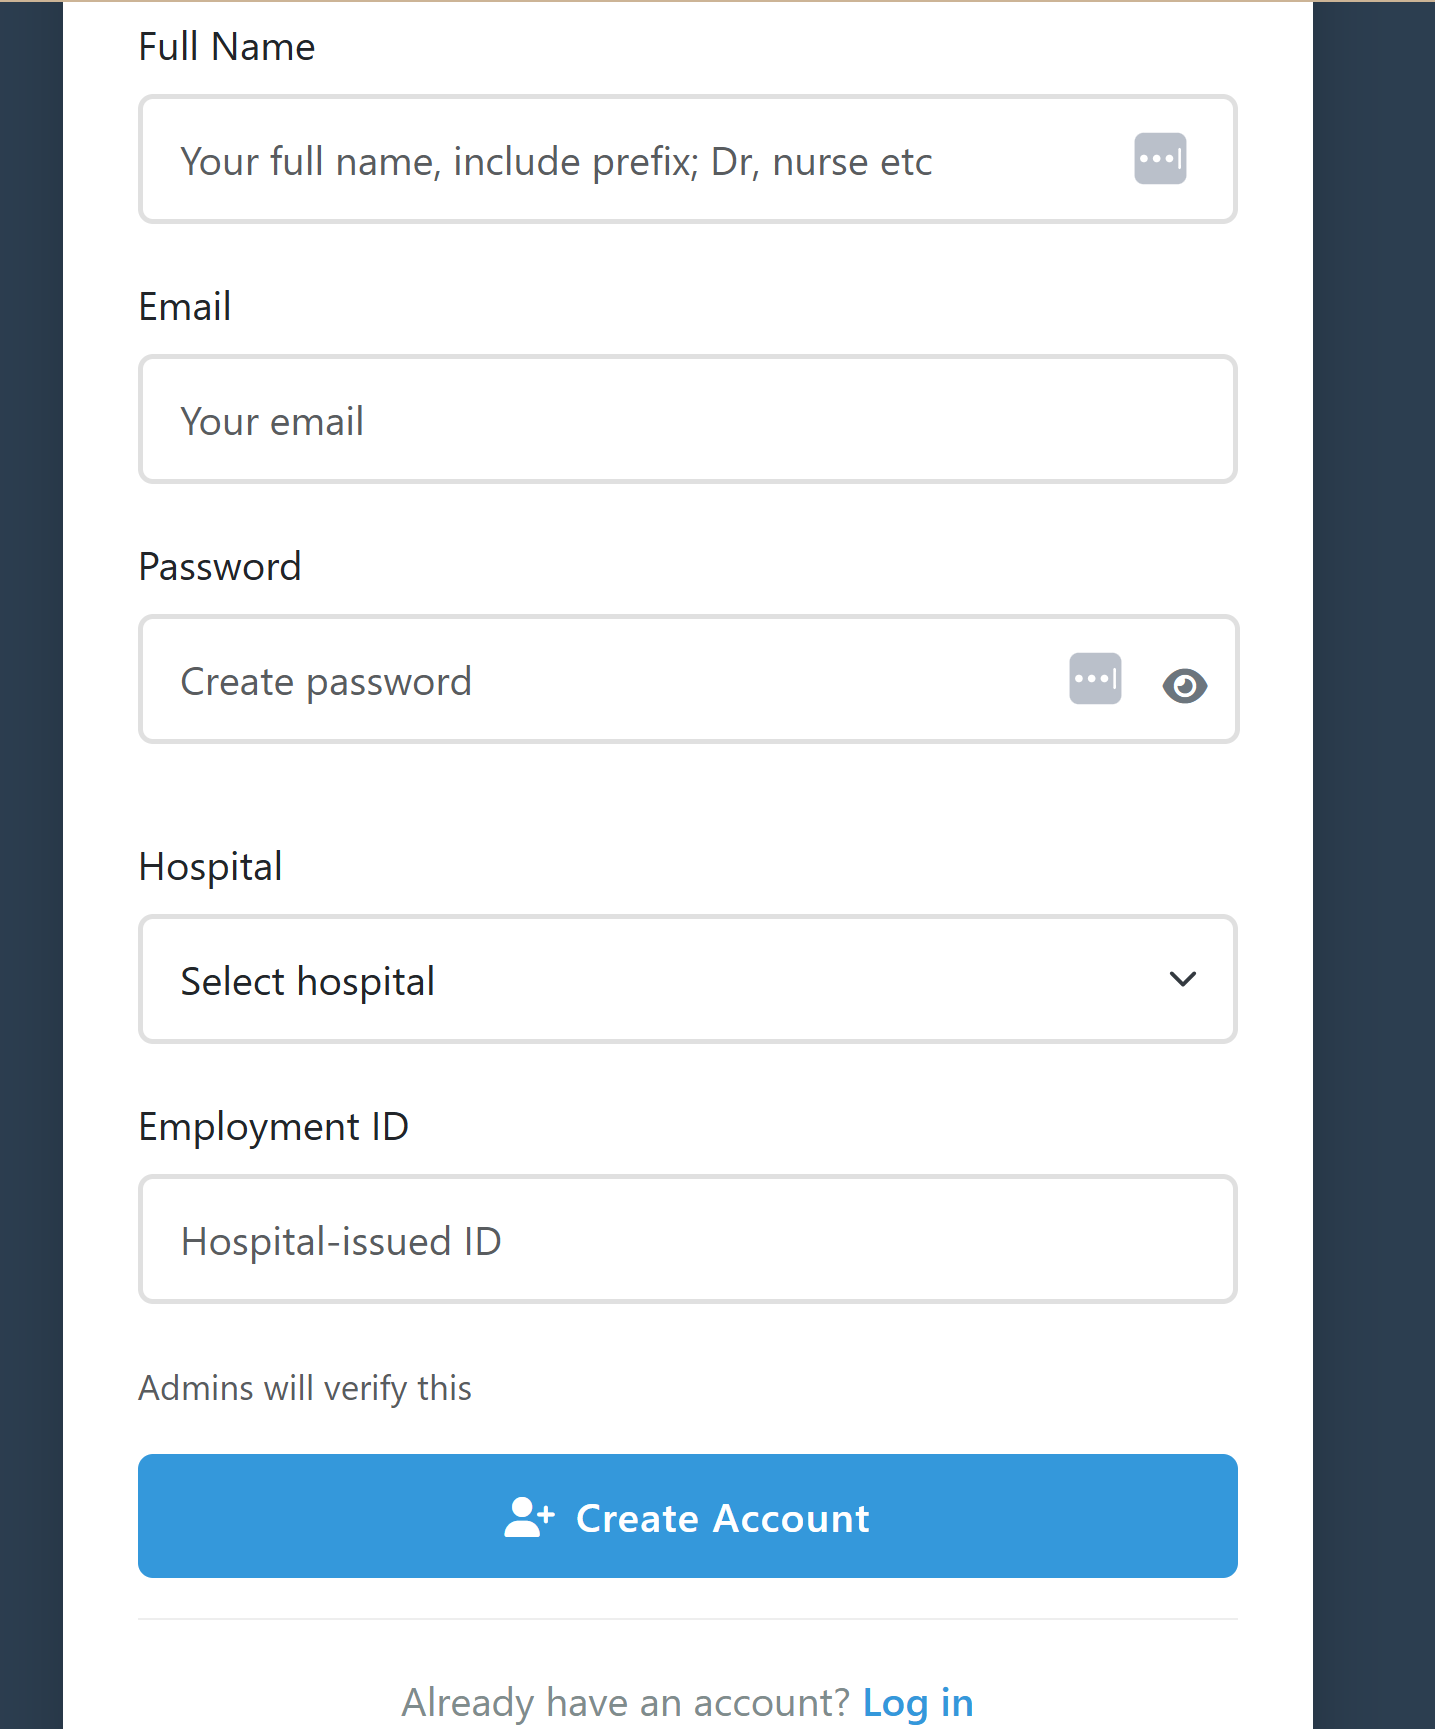 Full Name
Your full name, include prefix; Dr, nurse etc
Email
Your email
Password
Create password
Hospital
Select hospital
Employment ID
Hospital-issued ID
Admins will verify this
Create Account
Already have an account? Log in